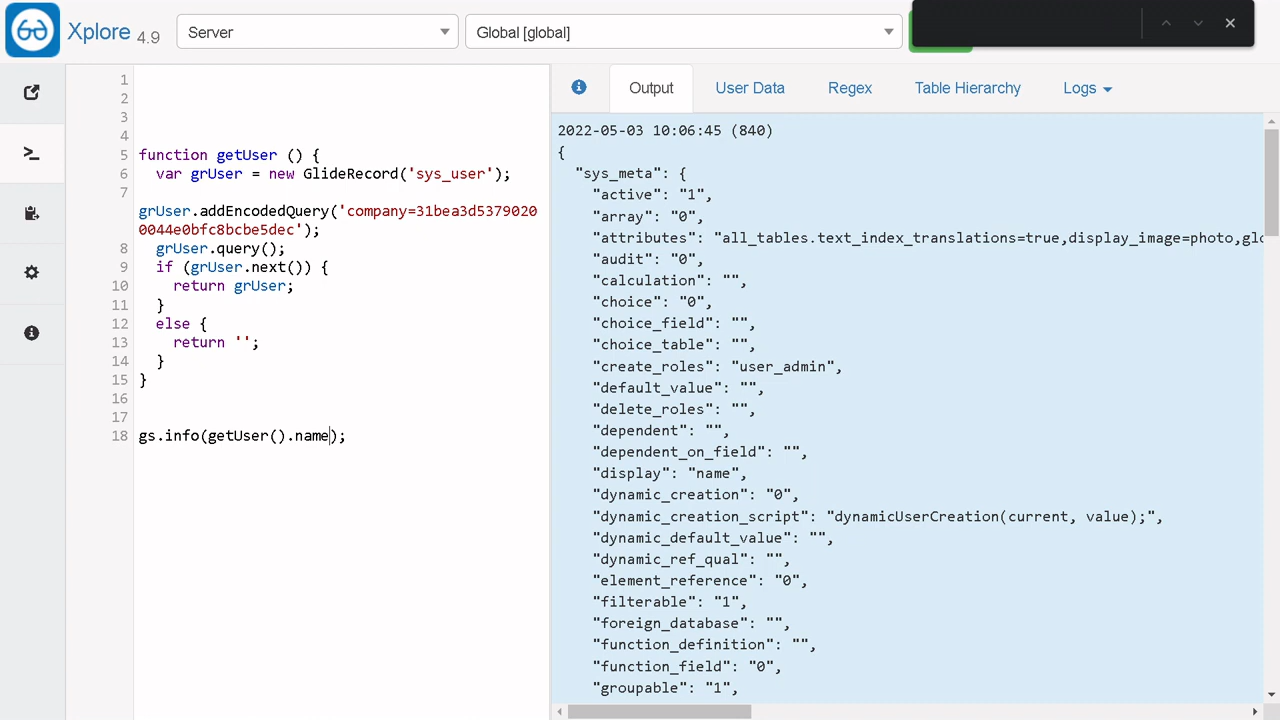 Xplore 4.9
Server
Global [global]
Output
User Data
Regex
Table Hierarchy
Logs
1
2
3
4
5 function getUser () {
6   var grUser = new GlideRecord('sys_user');
7
grUser.addEncodedQuery('company=31bea3d5379020
0044e0bfc8bcbe5dec');
8   grUser.query();
9   if (grUser.next()) {
10     return grUser;
11   }
12   else {
13     return '';
14   }
15 }
16
17
18 gs.info(getUser().name);
2022-05-03 10:06:45 (840)
{
  "sys_meta": {
    "active": "1",
    "array": "0",
    "attributes": "all_tables.text_index_translations=true,display_image=photo,glo
    "audit": "0",
    "calculation": "",
    "choice": "0",
    "choice_field": "",
    "choice_table": "",
    "create_roles": "user_admin",
    "default_value": "",
    "delete_roles": "",
    "dependent": "",
    "dependent_on_field": "",
    "display": "name",
    "dynamic_creation": "0",
    "dynamic_creation_script": "dynamicUserCreation(current, value);",
    "dynamic_default_value": "",
    "dynamic_ref_qual": "",
    "element_reference": "0",
    "filterable": "1",
    "foreign_database": "",
    "function_definition": "",
    "function_field": "0",
    "groupable": "1",